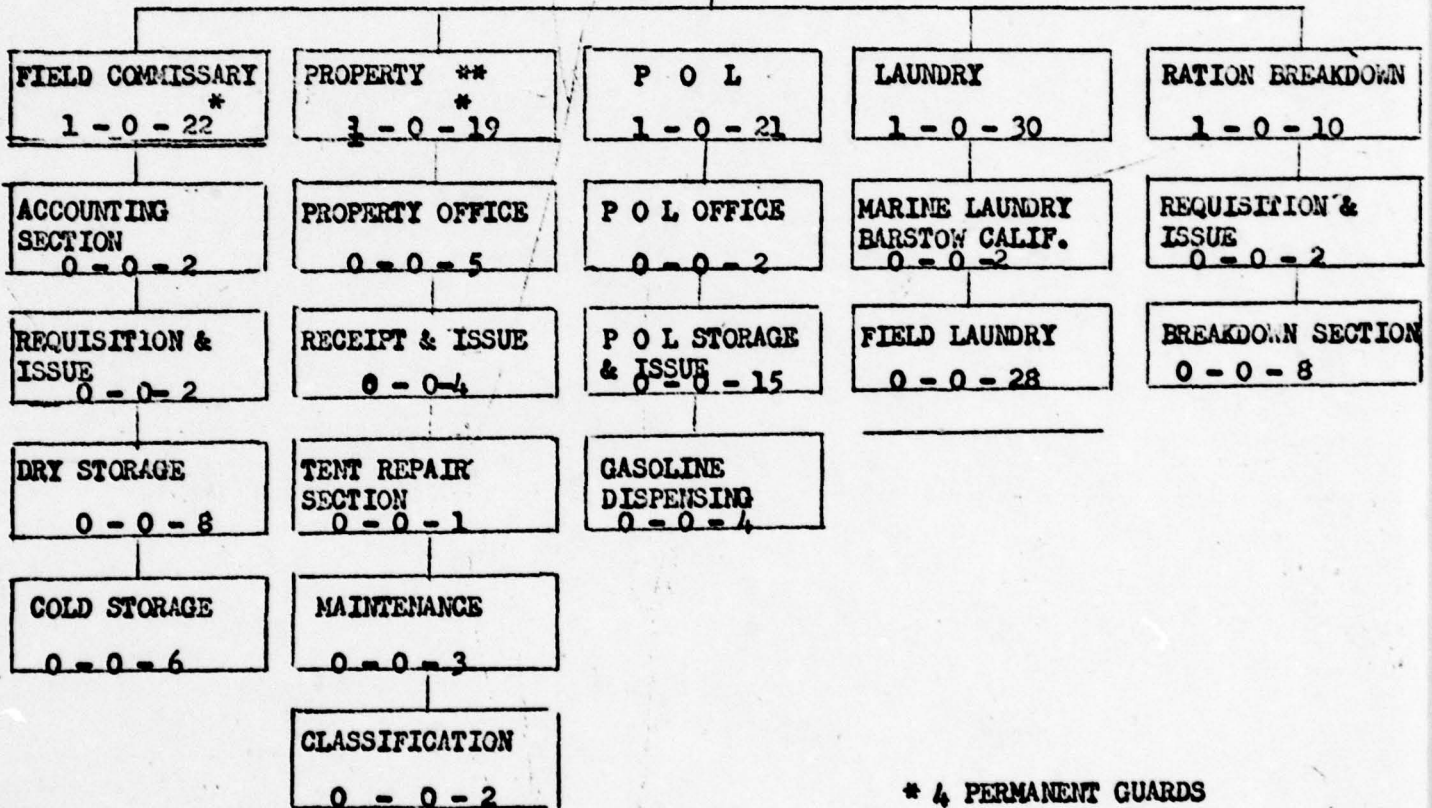 FIELD COMMISSARY
*
1 - 0 - 22
ACCOUNTING
SECTION
0 - 0 - 2
REQUISITION &
ISSUE
0 - 0 - 2
DRY STORAGE
0 - 0 - 8
COLD STORAGE
0 - 0 - 6
PROPERTY **
*
1 - 0 - 19
PROPERTY OFFICE
0 - 0 - 5
RECEIPT & ISSUE
0 - 0-4
TENT REPAIR
SECTION
0 - 0 - 1
MAINTENANCE
0 - 0 - 3
CLASSIFICATION
0 - 0 - 2
P O L
1 - 0 - 21
P O L OFFICE
0 - 0 - 2
P O L STORAGE
& ISSUE
0 - 0 - 15
GASOLINE
DISPENSING
0 - 0 - 4
LAUNDRY
1 - 0 - 30
MARINE LAUNDRY
BARSTOW CALIF.
0 - 0 -2
FIELD LAUNDRY
0 - 0 - 28
RATION BREAKDOWN
1 - 0 - 10
REQUISITION &
ISSUE
0 - 0 - 2
BREAKDOWN SECTION
0 - 0 - 8
* 4 PERMANENT GUARDS